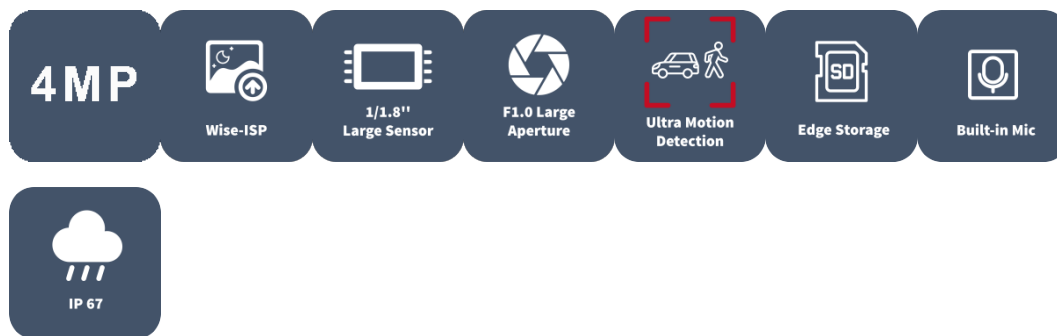 4MP
Wise-ISP
1/1.8''
Large Sensor
F1.0 Large
Aperture
Ultra Motion
Detection
SD
Edge Storage
Built-in Mic
IP 67